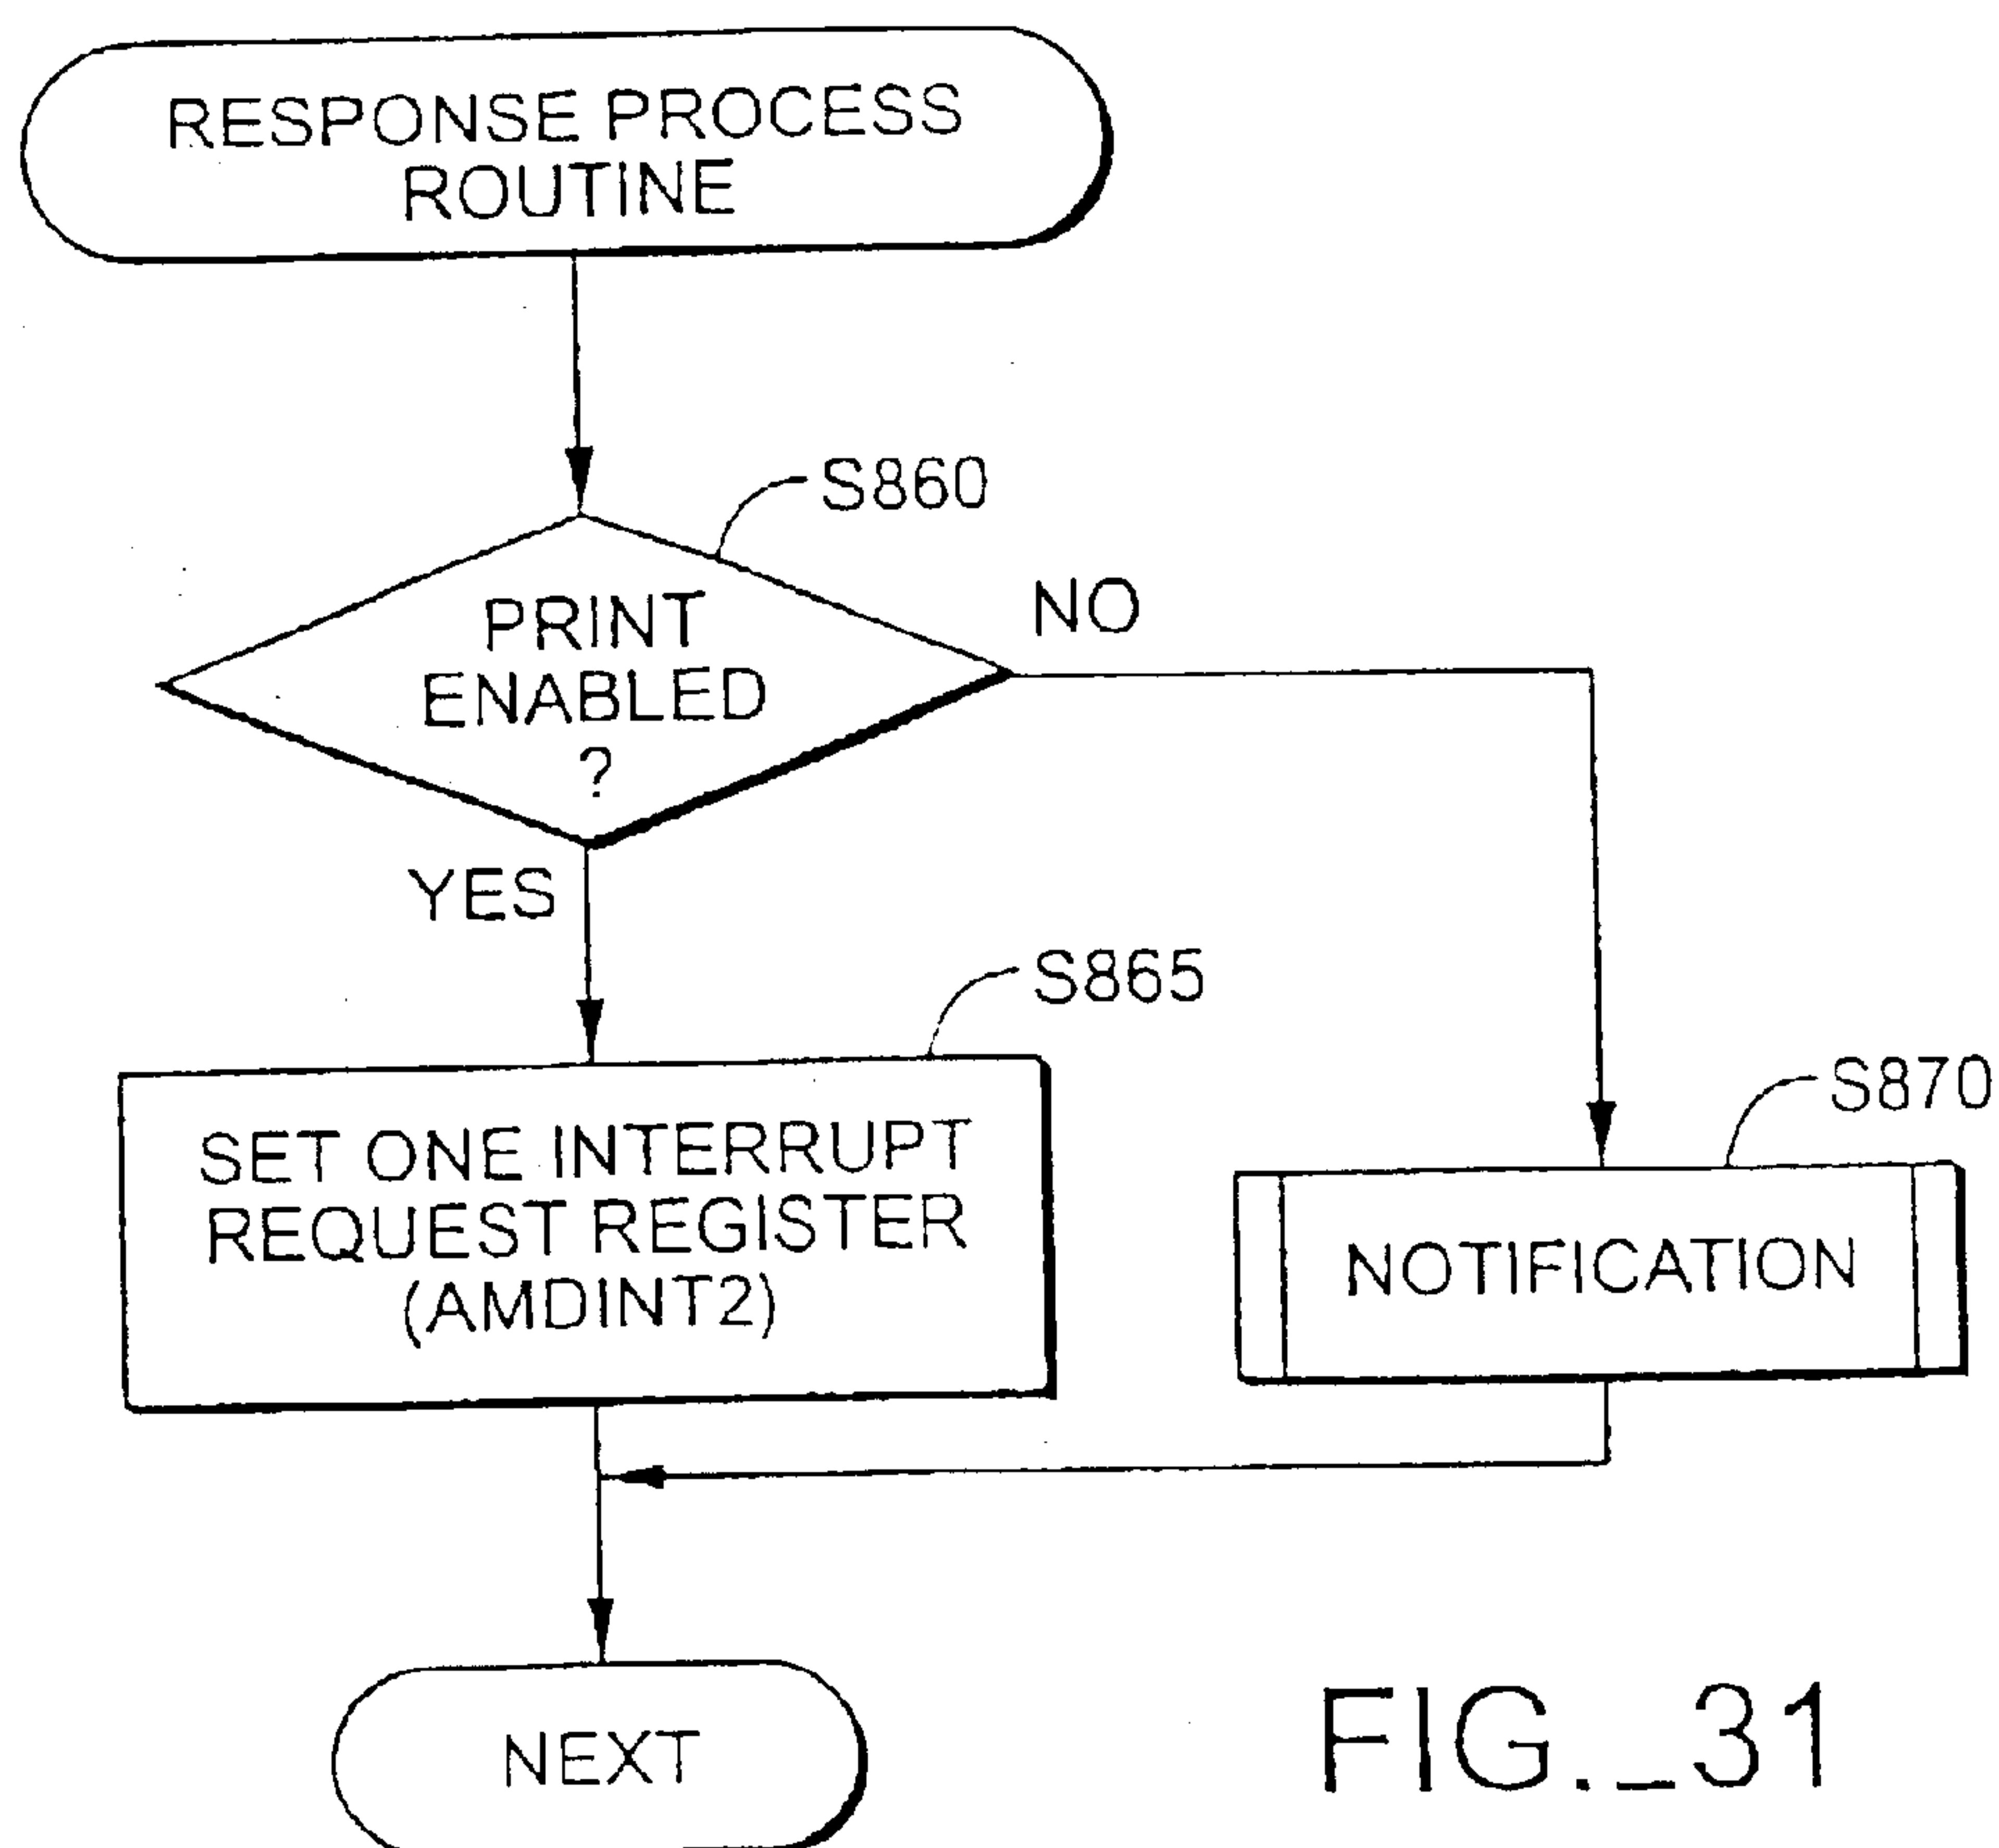 RESPONSE PROCESS
ROUTINE
S860
PRINT
ENABLED
?
NO
YES
S865
SET ONE INTERRUPT
REQUEST REGISTER
(AMDINT2)
S870
NOTIFICATION
NEXT
FIG._31